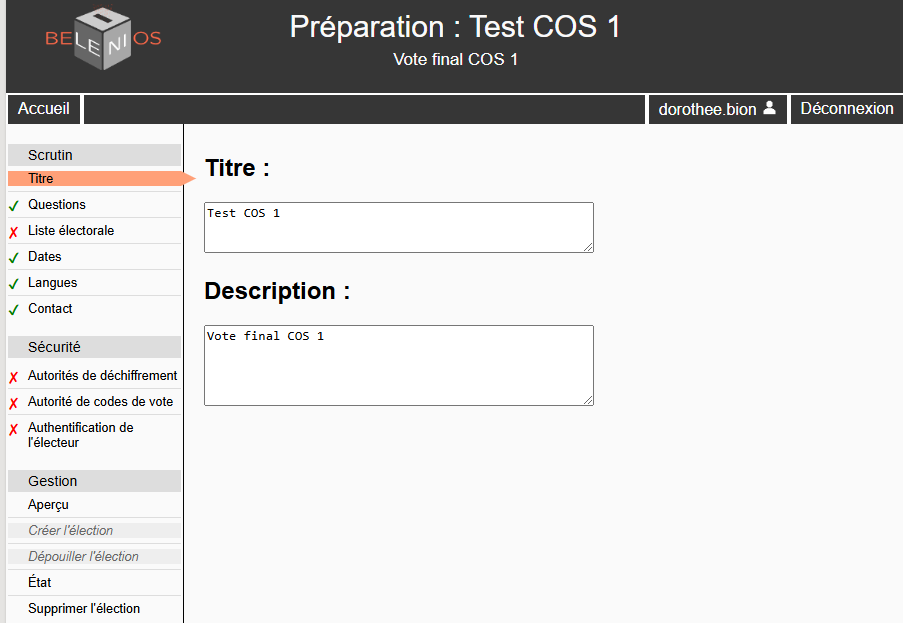 BELENIOS
Préparation : Test COS 1
Vote final COS 1
Accueil
dorothee.bion
Déconnexion
Scrutin
Titre
Questions
Liste électorale
Dates
Langues
Contact
Sécurité
Autorités de déchiffrement
Autorité de codes de vote
Authentification de
l'électeur
Gestion
Aperçu
Créer l'élection
Dépouiller l'élection
État
Supprimer l'élection
Titre :
Test COS 1
Description :
Vote final COS 1